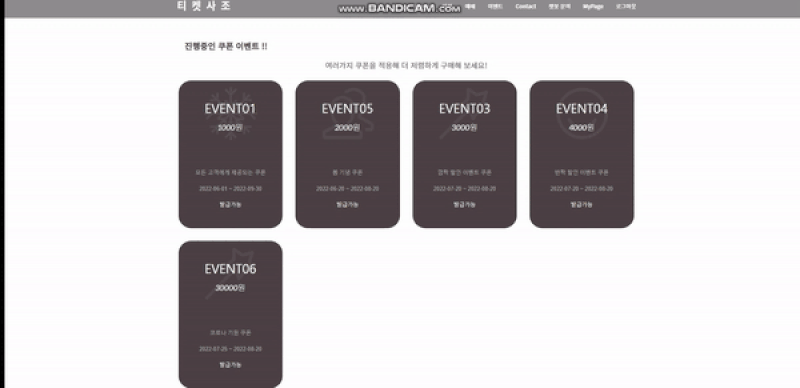 티켓사조
www.BANDICAM.com
예매
이벤트
Contact
챗봇 문의
MyPage
로그아웃
진행중인 쿠폰 이벤트 !!
여러가지 쿠폰을 적용해 더 저렴하게 구매해 보세요!
EVENT01
1000원
모든 고객에게 제공되는 쿠폰
2022-06-01 ~ 2022-09-30
발급가능
EVENT05
2000원
봄 기념 쿠폰
2022-06-20 ~ 2022-08-20
발급가능
EVENT03
3000원
깜짝 할인 이벤트 쿠폰
2022-07-20 ~ 2022-08-20
발급가능
EVENT04
4000원
반짝 할인 이벤트 쿠폰
2022-07-20 ~ 2022-08-20
발급가능
EVENT06
30000원
크로나 기원 쿠폰
2022-07-25 ~ 2022-08-20
발급가능